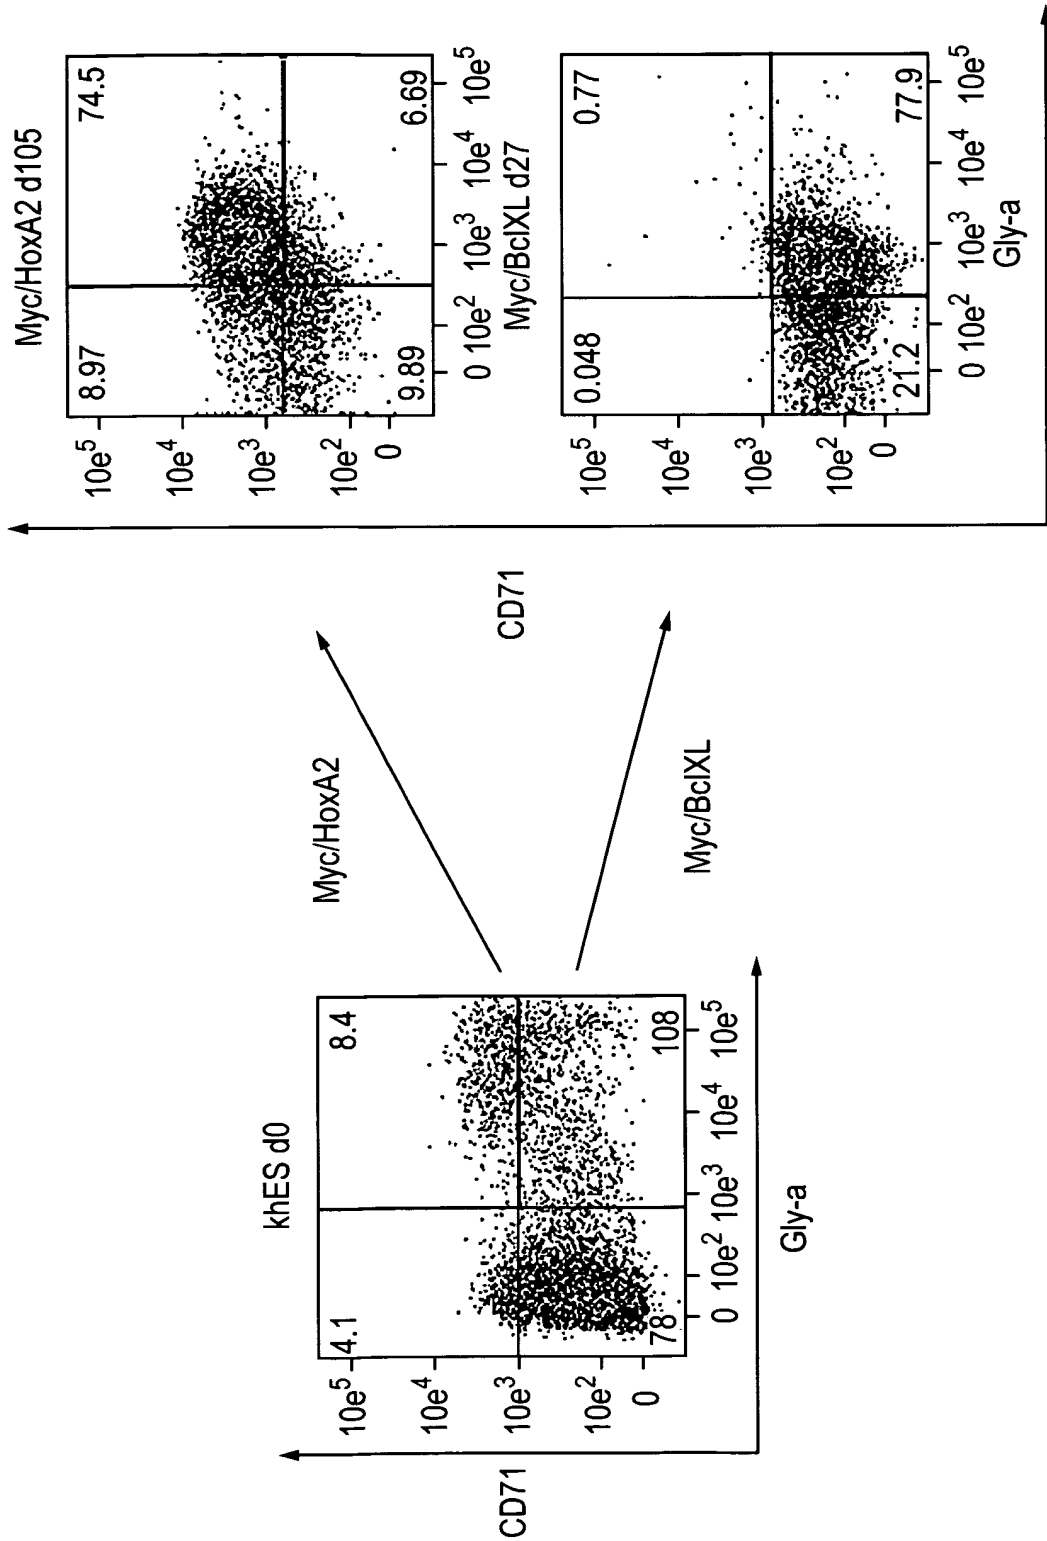 khES d0
4.1
8.4
78
108
10e5
10e4
10e3
10e2
0
0 10e2 10e3 10e4 10e5
CD71
Gly-a
Myc/HoxA2
Myc/BclXL
CD71
Myc/HoxA2 d105
8.97
74.5
9.89
6.69
10e5
10e4
10e3
10e2
0
0 10e2 10e3 10e4 10e5
Myc/BclXL d27
0.048
0.77
21.2
77.9
10e5
10e4
10e3
10e2
0
0 10e2 10e3 10e4 10e5
Gly-a